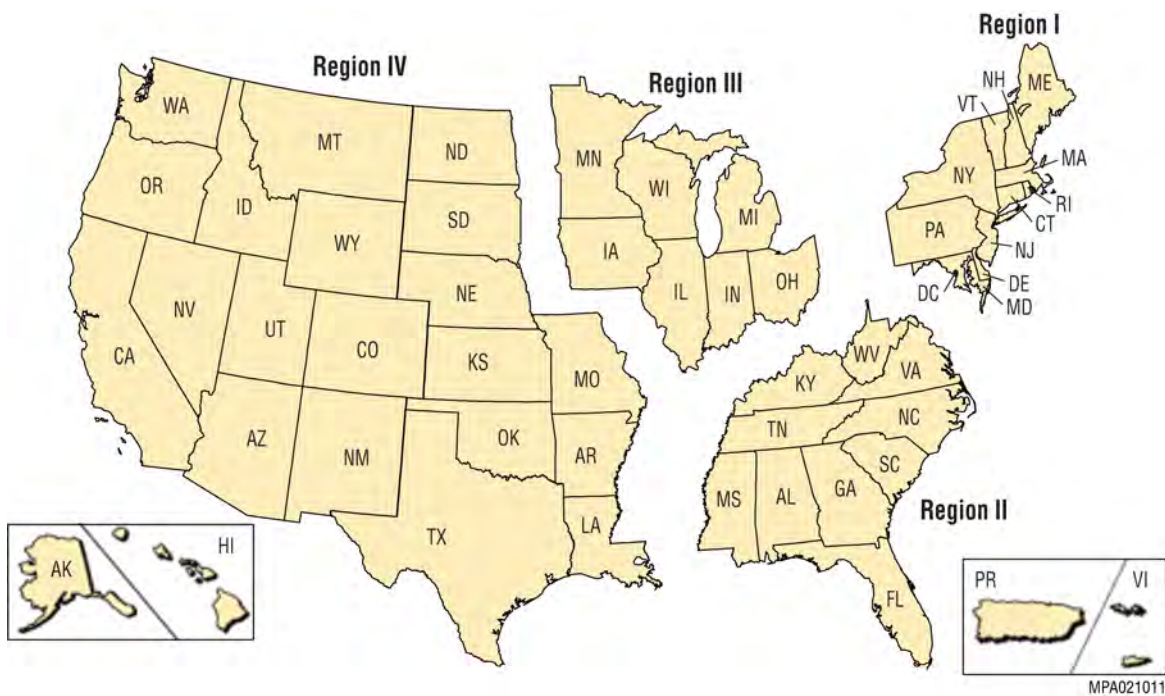 Region I
Region IV
Region III
NH
ME
VT
WA
MT
ND
MN
MA
OR
ID
SD
WI
MI
NY
RI
CT
WY
IA
PA
NJ
NE
IL
IN
OH
DE
DC
MD
NV
UT
CO
KS
CA
MO
WV
VA
KY
NC
TN
AZ
NM
OK
AR
SC
MS
AL
GA
Region II
TX
LA
HI
AK
FL
PR
VI
MPA021011